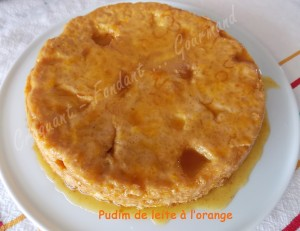 Croquant - Fondant - Gourmand
Pudim de leite à l'orange